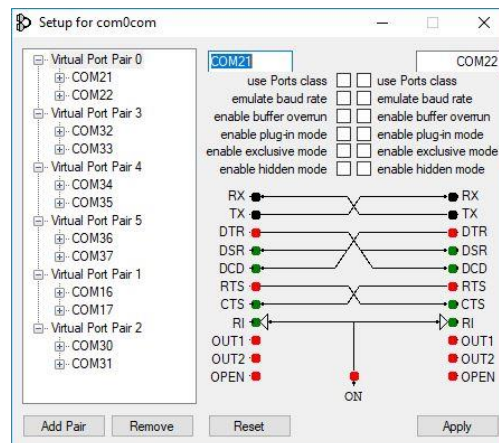 Setup for com0com
Virtual Port Pair 0
COM21
COM22
Virtual Port Pair 3
COM32
COM33
Virtual Port Pair 4
COM34
COM35
Virtual Port Pair 5
COM36
COM37
Virtual Port Pair 1
COM16
COM17
Virtual Port Pair 2
COM30
COM31
COM21 COM22
use Ports class use Ports class
emulate baud rate emulate baud rate
enable buffer overrun enable buffer overrun
enable plug-in mode enable plug-in mode
enable exclusive mode enable exclusive mode
enable hidden mode enable hidden mode
RX RX
TX TX
DTR DTR
DSR DSR
DCD DCD
RTS RTS
CTS CTS
RI RI
OUT1 OUT1
OUT2 OUT2
OPEN OPEN
ON
Add Pair Remove Reset Apply